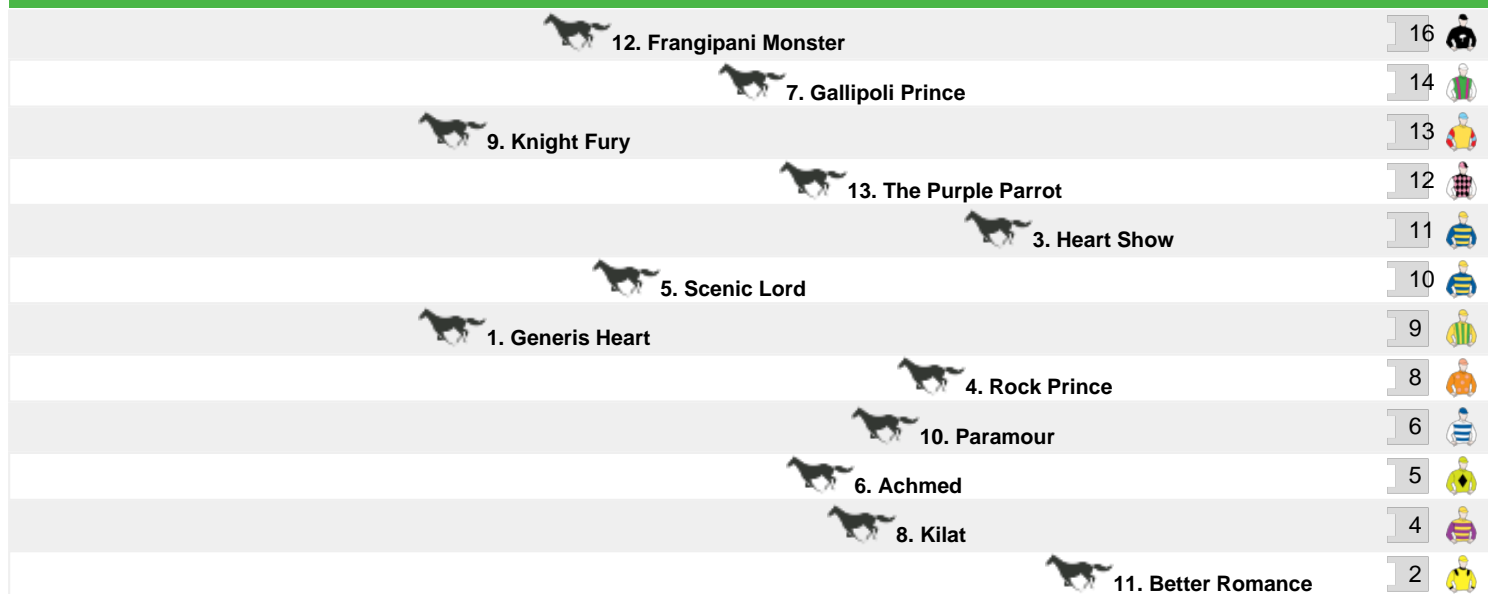 12. Frangipani Monster 16
7. Gallipoli Prince 14
9. Knight Fury 13
13. The Purple Parrot 12
3. Heart Show 11
5. Scenic Lord 10
1. Generis Heart 9
4. Rock Prince 8
10. Paramour 6
6. Achmed 5
8. Kilat 4
11. Better Romance 2